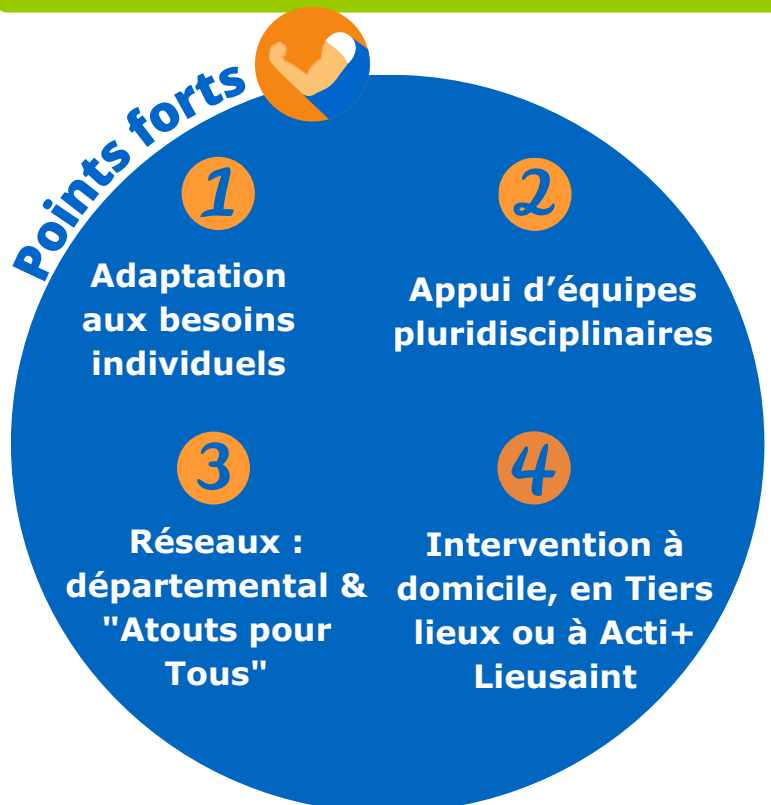 Points forts
1
Adaptation
aux besoins
individuels
2
Appui d’équipes
pluridisciplinaires
3
Réseaux :
départemental &
"Atouts pour
Tous"
4
Intervention à
domicile, en Tiers
lieux ou à Acti+
Lieusaint